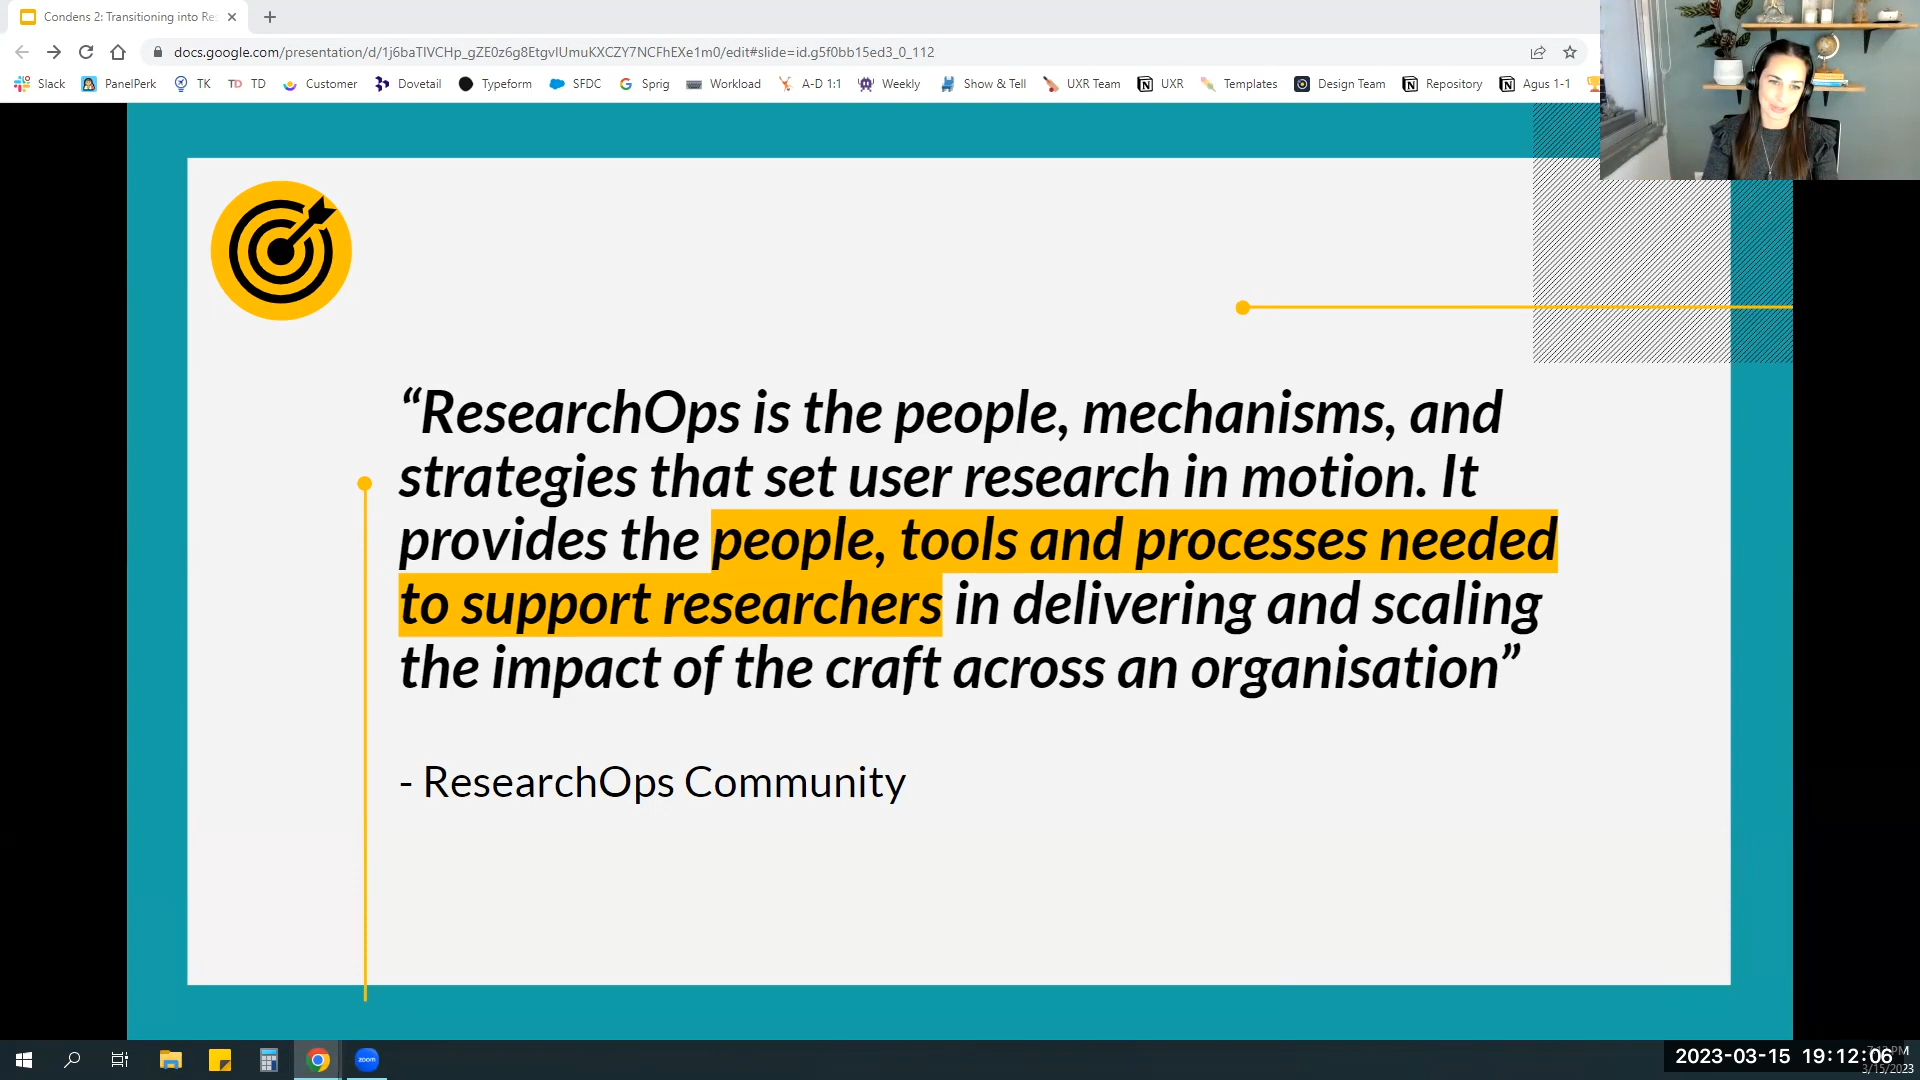 Condens 2: Transitioning into Re
docs.google.com/presentation/d/1j6baTIVCHp_gZE0z6g8EtgvIUmuKXCZY7NCFhEXe1m0/edit#slide=id.g5f0bb15ed3_0_112
Slack PanelPerk TK TD TD Customer Dovetail Typeform SFDC Sprig Workload A-D 1:1 Weekly Show & Tell UXR Team UXR Templates Design Team Repository Agus 1-1
“ResearchOps is the people, mechanisms, and
strategies that set user research in motion. It
provides the people, tools and processes needed
to support researchers in delivering and scaling
the impact of the craft across an organisation”
- ResearchOps Community
zoom
2023-03-15 19:12:06
3/15/2023